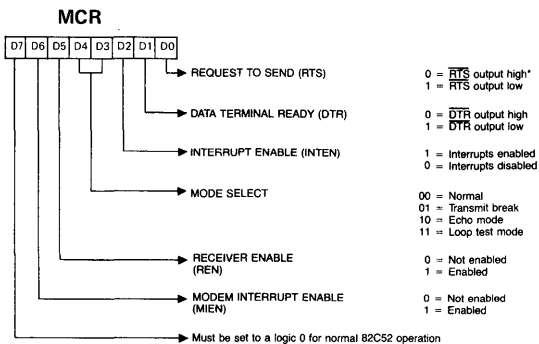 MCR
D7 D6 D5 D4 D3 D2 D1 D0
REQUEST TO SEND (RTS) 0 = R̅T̅S̅ output high*
1 = R̅T̅S̅ output low
DATA TERMINAL READY (DTR) 0 = D̅T̅R̅ output high
1 = D̅T̅R̅ output low
INTERRUPT ENABLE (INTEN) 1 = Interrupts enabled
0 = Interrupts disabled
MODE SELECT 00 = Normal
01 = Transmit break
10 = Echo mode
11 = Loop test mode
RECEIVER ENABLE 0 = Not enabled
(REN) 1 = Enabled
MODEM INTERRUPT ENABLE 0 = Not enabled
(MIEN) 1 = Enabled
Must be set to a logic 0 for normal 82C52 operation